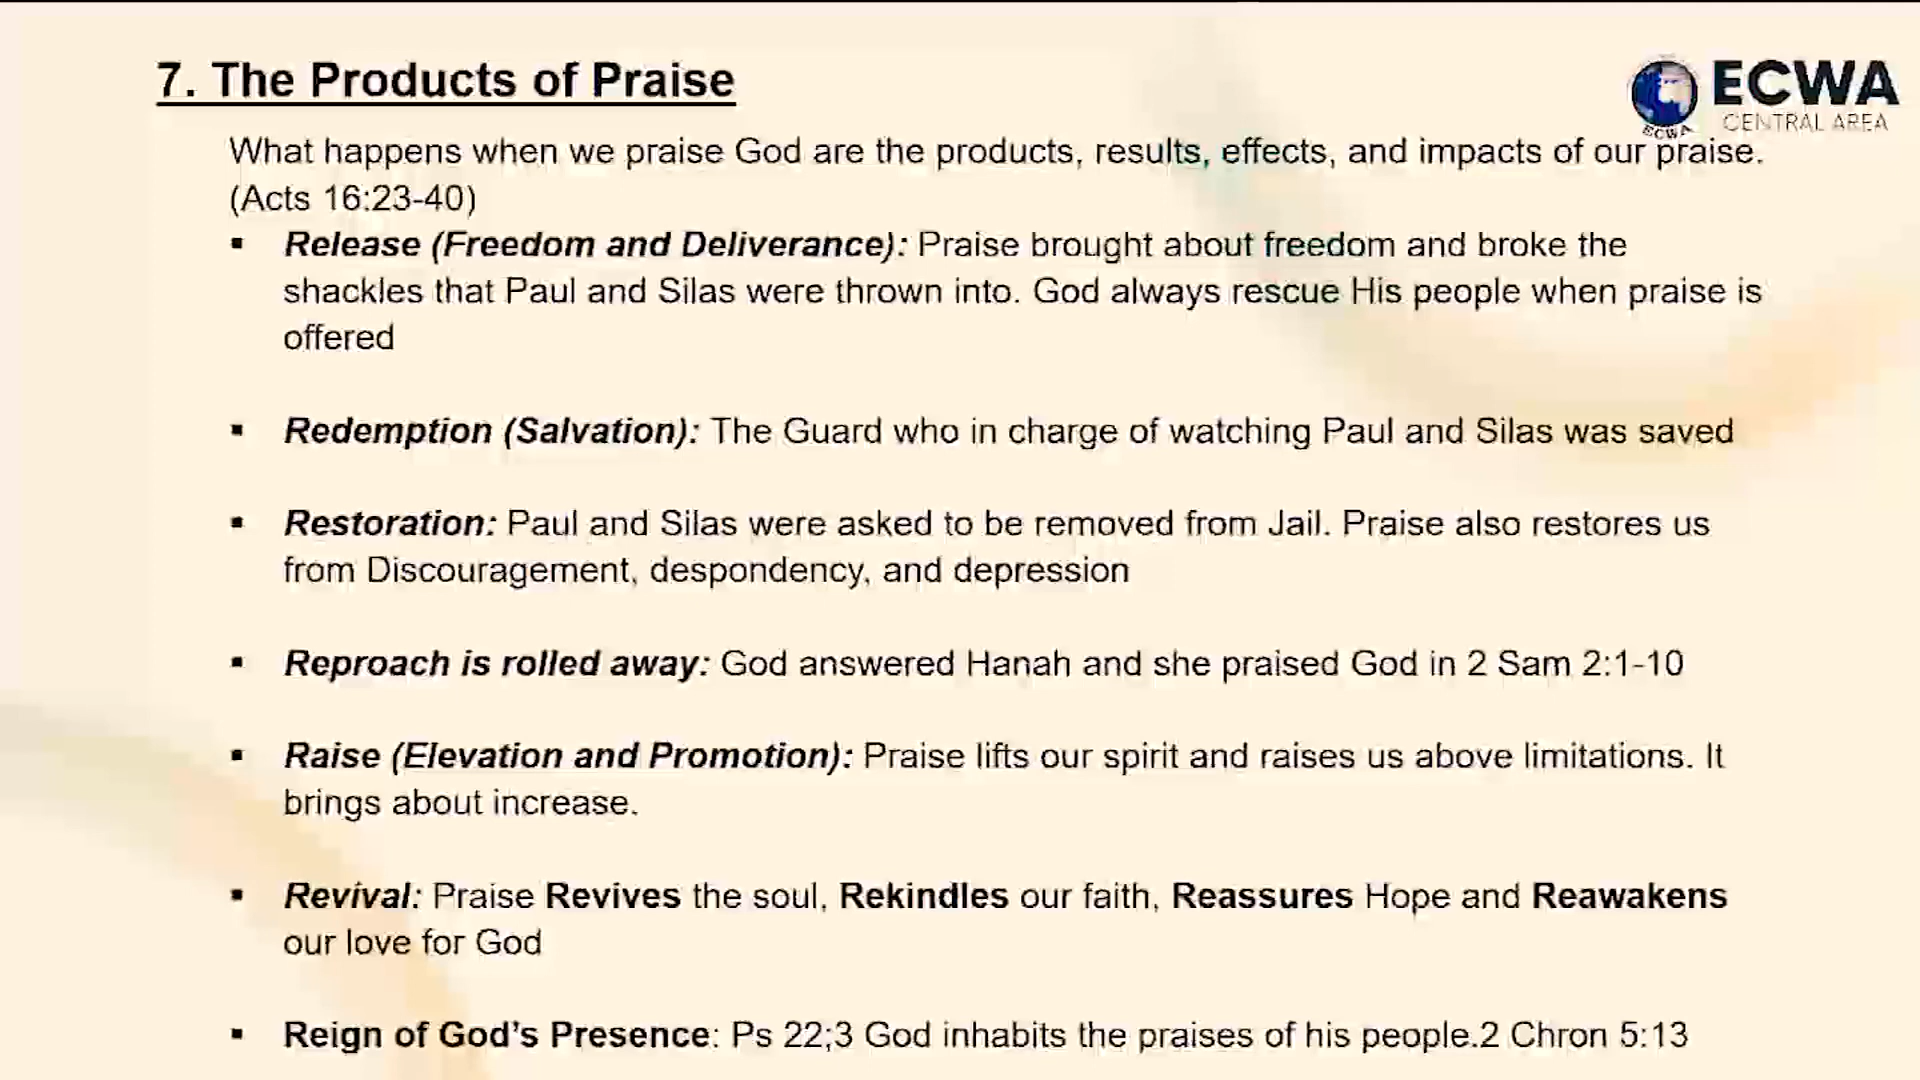 7. The Products of Praise
ECWA
CENTRAL AREA
ECWA
What happens when we praise God are the products, results, effects, and impacts of our praise.
(Acts 16:23-40)
▪ Release (Freedom and Deliverance): Praise brought about freedom and broke the
shackles that Paul and Silas were thrown into. God always rescue His people when praise is
offered
▪ Redemption (Salvation): The Guard who in charge of watching Paul and Silas was saved
▪ Restoration: Paul and Silas were asked to be removed from Jail. Praise also restores us
from Discouragement, despondency, and depression
▪ Reproach is rolled away: God answered Hanah and she praised God in 2 Sam 2:1-10
▪ Raise (Elevation and Promotion): Praise lifts our spirit and raises us above limitations. It
brings about increase.
▪ Revival: Praise Revives the soul, Rekindles our faith, Reassures Hope and Reawakens
our love for God
▪ Reign of God’s Presence: Ps 22;3 God inhabits the praises of his people.2 Chron 5:13